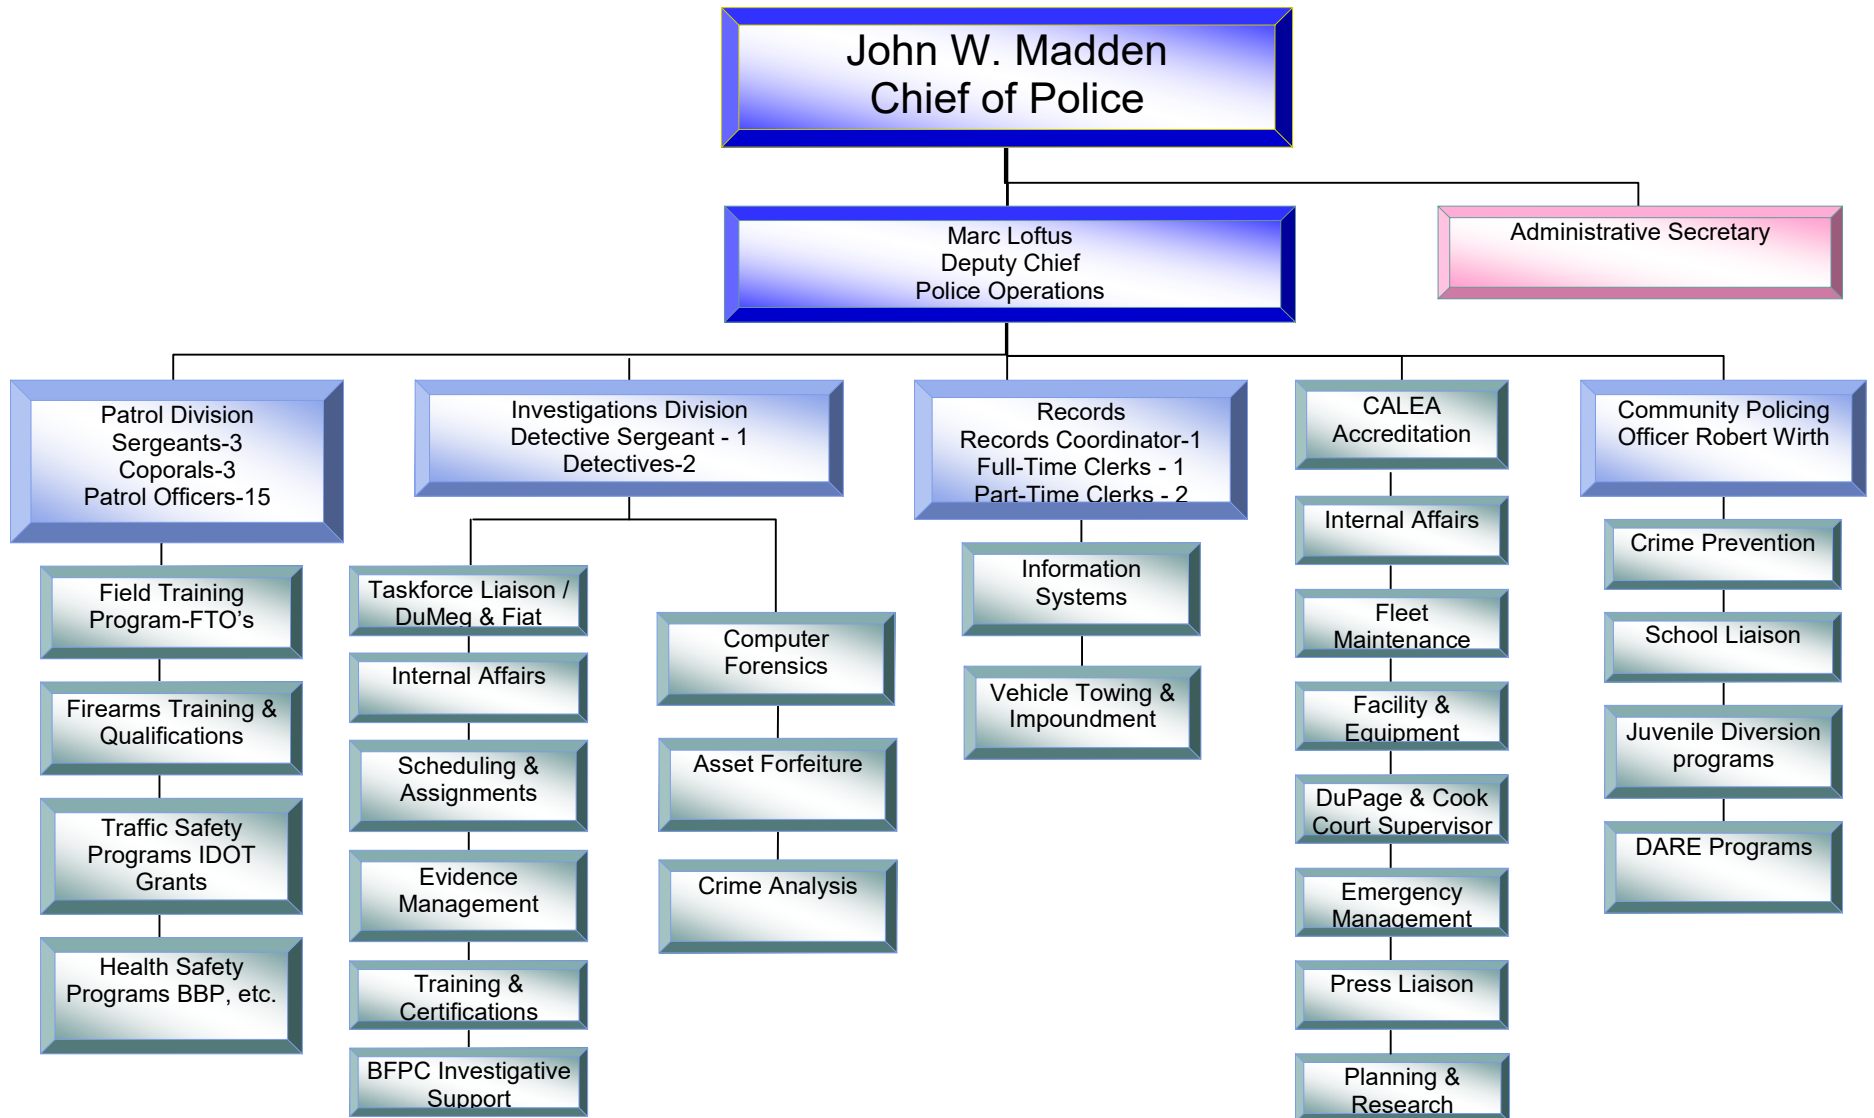 John W. Madden
Chief of Police
Marc Loftus
Deputy Chief
Police Operations
Administrative Secretary
Patrol Division
Sergeants-3
Coporals-3
Patrol Officers-15
Field Training
Program-FTO’s
Firearms Training &
Qualifications
Traffic Safety
Programs IDOT
Grants
Health Safety
Programs BBP, etc.
Investigations Division
Detective Sergeant - 1
Detectives-2
Taskforce Liaison /
DuMeg & Fiat
Internal Affairs
Scheduling &
Assignments
Evidence
Management
Training &
Certifications
BFPC Investigative
Support
Computer
Forensics
Asset Forfeiture
Crime Analysis
Records
Records Coordinator-1
Full-Time Clerks - 1
Part-Time Clerks - 2
Information
Systems
Vehicle Towing &
Impoundment
CALEA
Accreditation
Internal Affairs
Fleet
Maintenance
Facility &
Equipment
DuPage & Cook
Court Supervisor
Emergency
Management
Press Liaison
Planning &
Research
Community Policing
Officer Robert Wirth
Crime Prevention
School Liaison
Juvenile Diversion
programs
DARE Programs